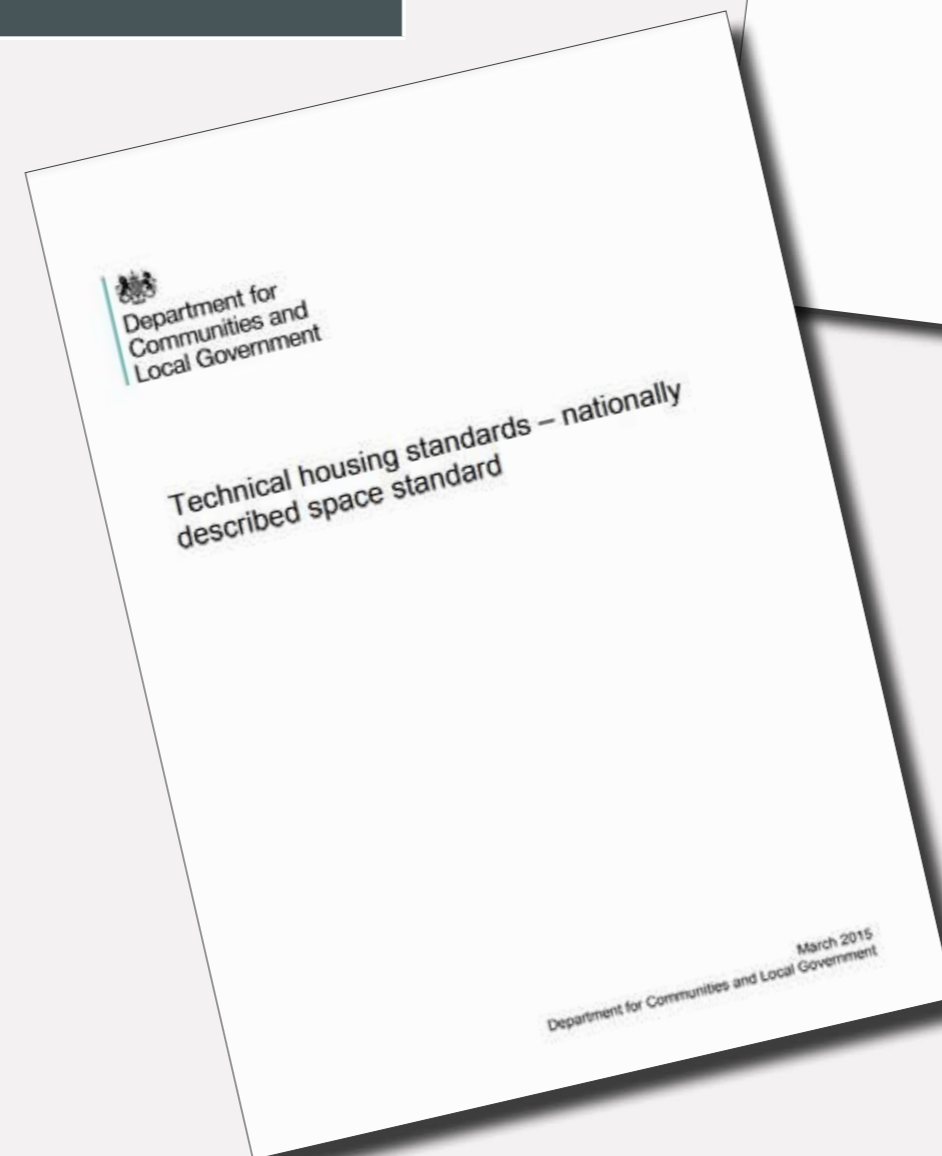 Department for
Communities and
Local Government
Technical housing standards – nationally
described space standard
March 2015
Department for Communities and Local Government